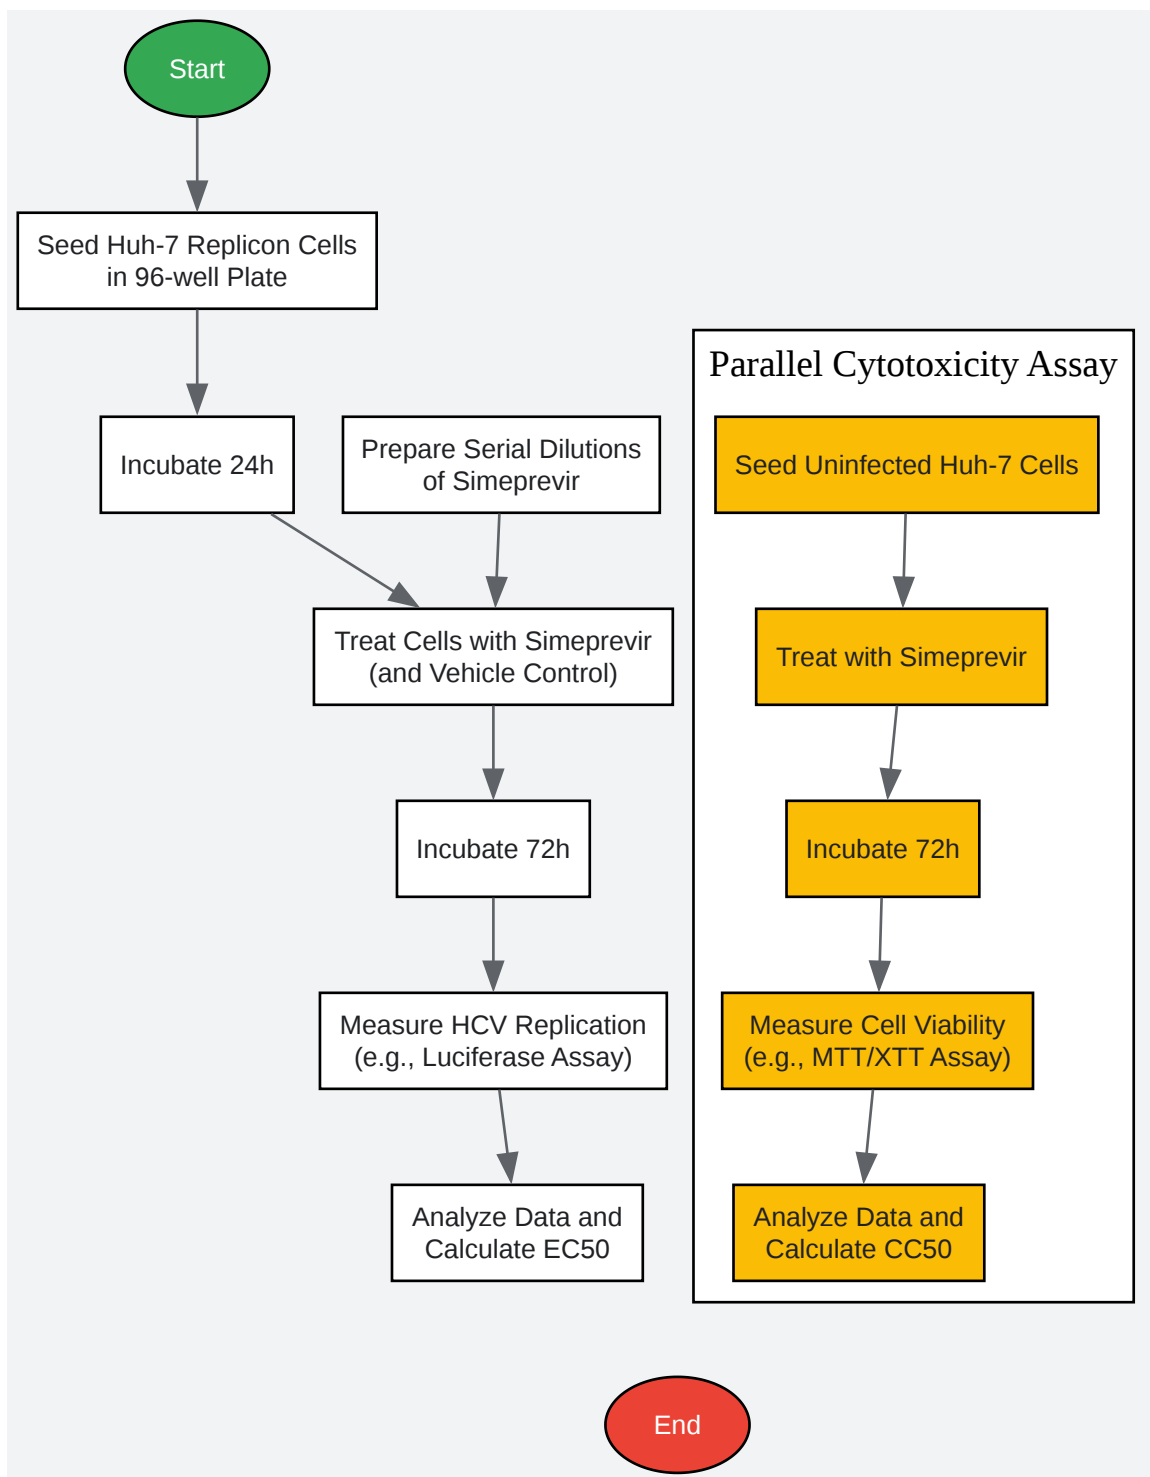 Start
Seed Huh-7 Replicon Cells
in 96-well Plate
Incubate 24h
Prepare Serial Dilutions
of Simeprevir
Treat Cells with Simeprevir
(and Vehicle Control)
Incubate 72h
Measure HCV Replication
(e.g., Luciferase Assay)
Analyze Data and
Calculate EC50
Parallel Cytotoxicity Assay
Seed Uninfected Huh-7 Cells
Treat with Simeprevir
Incubate 72h
Measure Cell Viability
(e.g., MTT/XTT Assay)
Analyze Data and
Calculate CC50
End